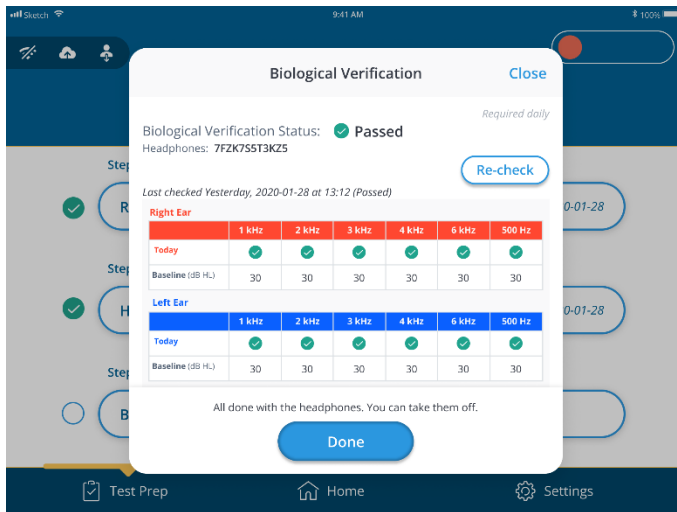 Sketch
9:41 AM
100%
Biological Verification
Close
Required daily
Biological Verification Status: Passed
Headphones: 7FZK7S5T3KZ5
Re-check
Last checked Yesterday, 2020-01-28 at 13:12 (Passed)
Right Ear
1 kHz 2 kHz 3 kHz 4 kHz 6 kHz 500 Hz
Today
Baseline (dB HL) 30 30 30 30 30 30
Left Ear
1 kHz 2 kHz 3 kHz 4 kHz 6 kHz 500 Hz
Today
Baseline (dB HL) 30 30 30 30 30 30
All done with the headphones. You can take them off.
Done
Step
R
0-01-28
Step
H
0-01-28
Step
B
Test Prep
Home
Settings